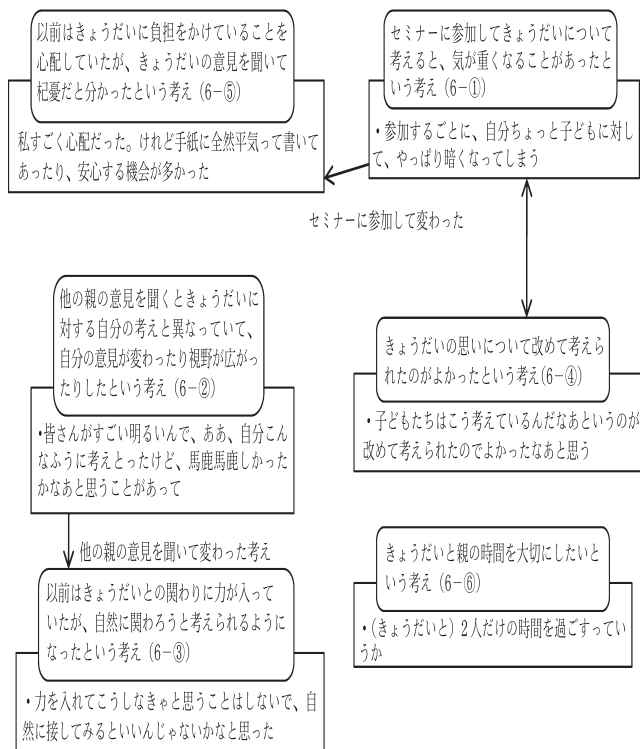 以前はきょうだいに負担をかけていることを
心配していたが、きょうだいの意見を聞いて
杞憂だと分かったという考え (6−⑤)
私すごく心配だった。けれど手紙に全然平気って書いて
あったり、安心する機会が多かった
セミナーに参加してきょうだいについて
考えると、気が重くなることがあったと
いう考え (6−①)
・参加するごとに、自分ちょっと子どもに対し
て、やっぱり暗くなってしまう
セミナーに参加して変わった
他の親の意見を聞くときょうだいに
対する自分の考えと異なっていて、
自分の意見が変わったり視野が広がっ
たりしたという考え (6−②)
・皆さんがすごい明るいんで、ああ、自分こん
なふうに考えとったけど、馬鹿馬鹿しかった
かなあと思うことがあって
きょうだいの思いについて改めて考えら
れたのがよかったという考え(6−④)
・子どもたちはこう考えているんだなあというのが
改めて考えられたのでよかったなあと思う
他の親の意見を聞いて変わった考え
以前はきょうだいとの関わりに力が入って
いたが、自然に関わろうと考えられるように
なったという考え (6−③)
・力を入れてこうしなきゃと思うことはしないで、自
然に接してみるといいんじゃないかなと思った
きょうだいと親の時間を大切にしたいと
いう考え (6−⑥)
・(きょうだいと) 2人だけの時間を過ごすってい
うか